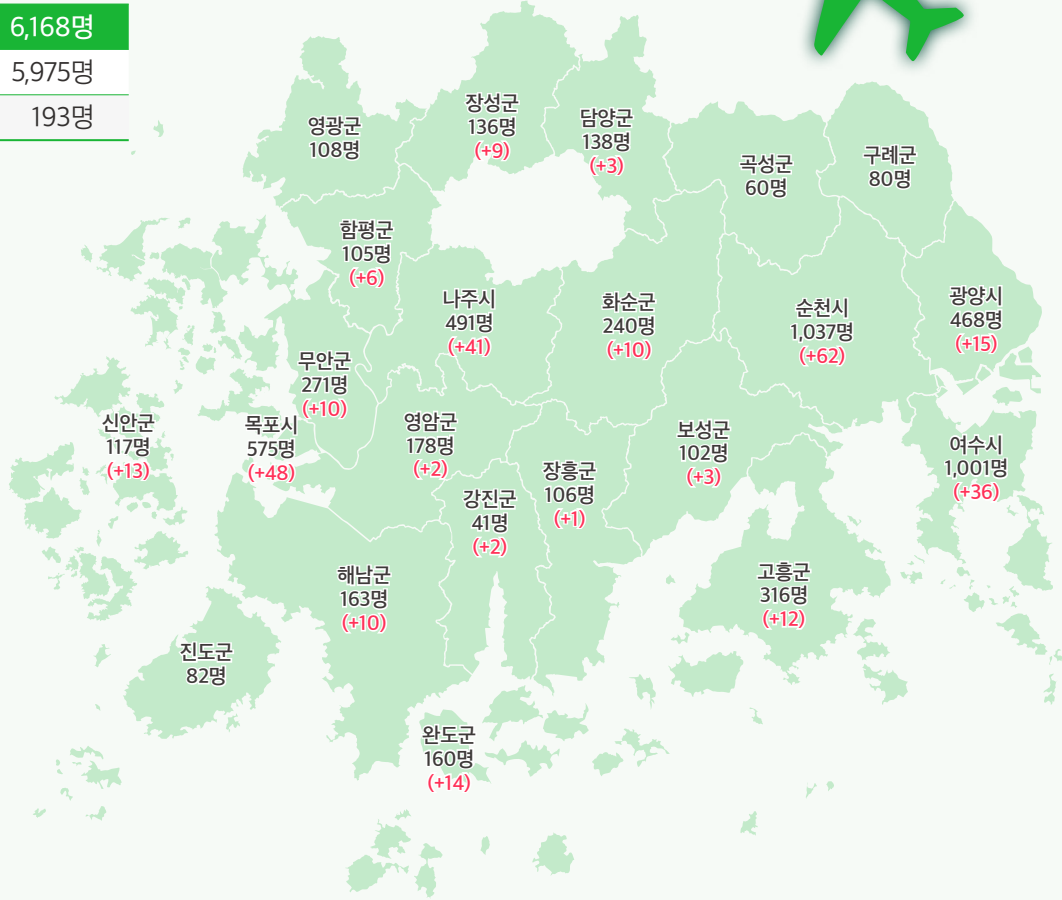 6,168명
5,975명
193명
영광군
108명
장성군
136명
(+9)
담양군
138명
(+3)
곡성군
60명
구례군
80명
함평군
105명
(+6)
나주시
491명
(+41)
화순군
240명
(+10)
순천시
1,037명
(+62)
광양시
468명
(+15)
무안군
271명
(+10)
신안군
117명
(+13)
목포시
575명
(+48)
영암군
178명
(+2)
장흥군
106명
(+1)
보성군
102명
(+3)
여수시
1,001명
(+36)
강진군
41명
(+2)
해남군
163명
(+10)
고흥군
316명
(+12)
진도군
82명
완도군
160명
(+14)